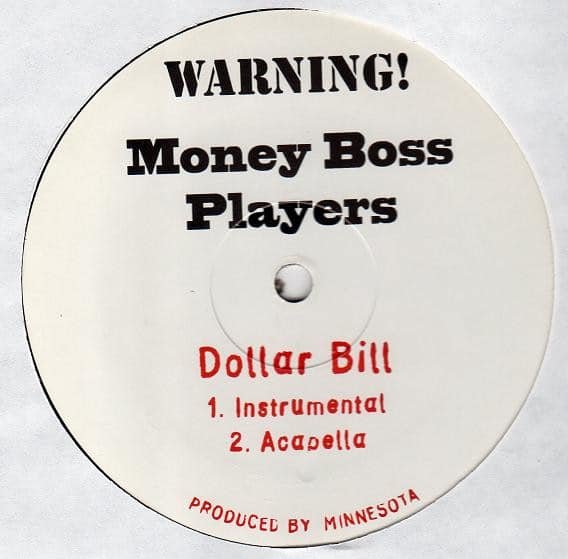 WARNING!
Money Boss
Players
Dollar Bill
1. Instrumental
2. Acapella
PRODUCED BY MINNESOTA